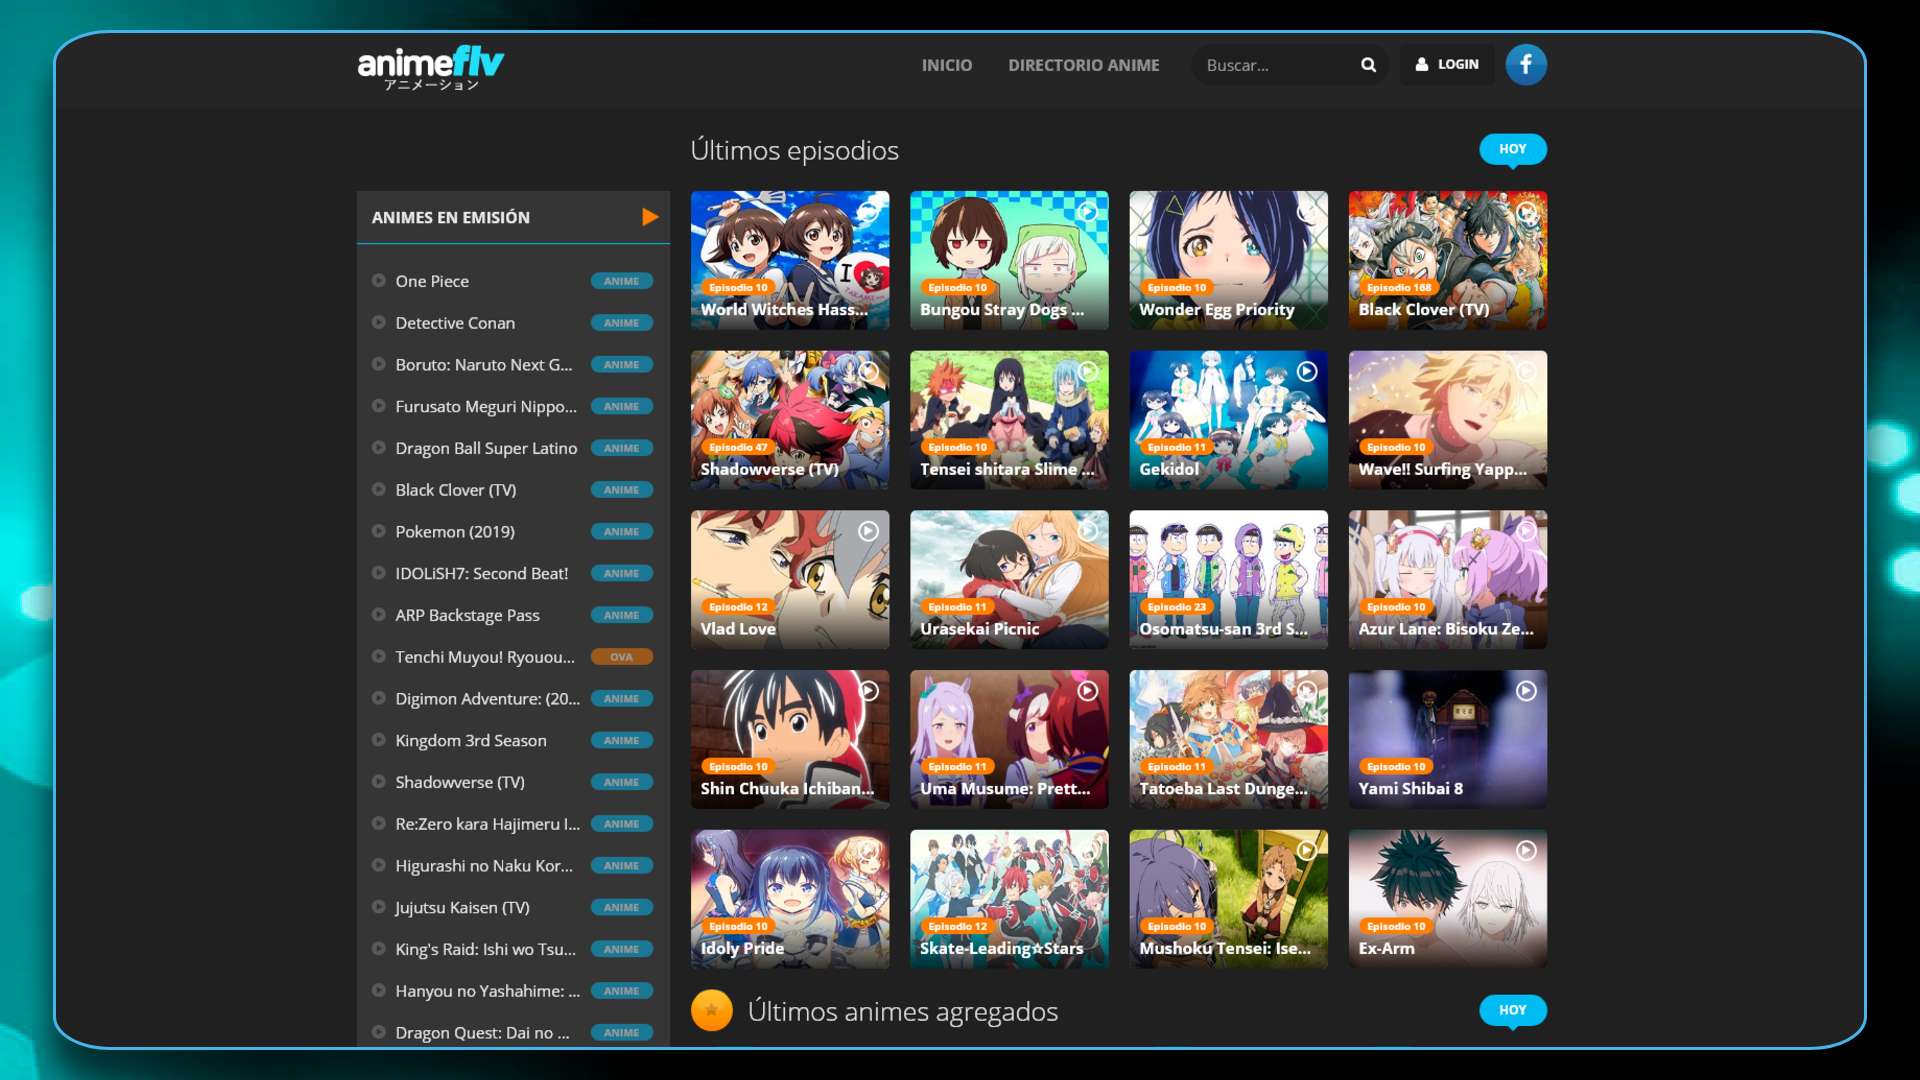 animeflv
アニメーション
INICIO
DIRECTORIO ANIME
Buscar...
LOGIN
f
Últimos episodios
HOY
ANIMES EN EMISIÓN
One Piece ANIME
Detective Conan ANIME
Boruto: Naruto Next G... ANIME
Furusato Meguri Nippo... ANIME
Dragon Ball Super Latino ANIME
Black Clover (TV) ANIME
Pokemon (2019) ANIME
IDOLiSH7: Second Beat! ANIME
ARP Backstage Pass ANIME
Tenchi Muyou! Ryouou... OVA
Digimon Adventure: (20... ANIME
Kingdom 3rd Season ANIME
Shadowverse (TV) ANIME
Re:Zero kara Hajimeru I... ANIME
Higurashi no Naku Kor... ANIME
Jujutsu Kaisen (TV) ANIME
King's Raid: Ishi wo Tsu... ANIME
Hanyou no Yashahime: ... ANIME
Dragon Quest: Dai no ... ANIME
I
Episodio 10
World Witches Hass...
Episodio 10
Bungou Stray Dogs ...
Episodio 10
Wonder Egg Priority
Episodio 168
Black Clover (TV)
Episodio 47
Shadowverse (TV)
Episodio 10
Tensei shitara Slime ...
Episodio 11
Gekidol
Episodio 10
Wave!! Surfing Yapp...
Episodio 12
Vlad Love
Episodio 11
Urasekai Picnic
Episodio 23
Osomatsu-san 3rd S...
Episodio 10
Azur Lane: Bisoku Ze...
Episodio 10
Shin Chuuka Ichiban...
Episodio 11
Uma Musume: Prett...
Episodio 11
Tatoeba Last Dunge...
Episodio 10
Yami Shibai 8
Episodio 10
Idoly Pride
Episodio 12
Skate-Leading☆Stars
Episodio 10
Mushoku Tensei: Ise...
Episodio 10
Ex-Arm
Últimos animes agregados
HOY